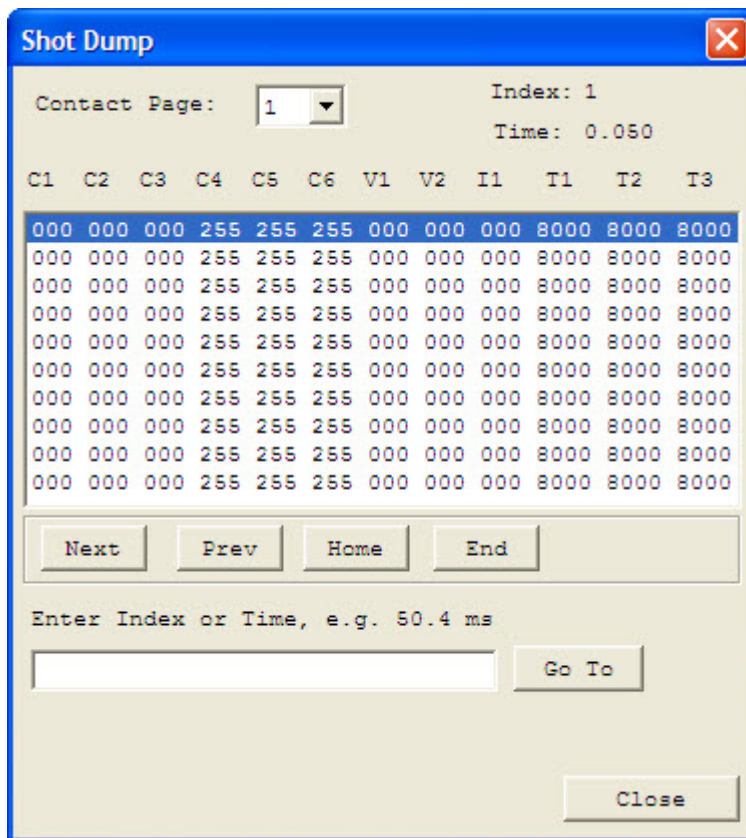 Shot Dump
Contact Page: 1 Index: 1
Time: 0.050
C1 C2 C3 C4 C5 C6 V1 V2 I1 T1 T2 T3
000 000 000 255 255 255 000 000 000 8000 8000 8000
000 000 000 255 255 255 000 000 000 8000 8000 8000
000 000 000 255 255 255 000 000 000 8000 8000 8000
000 000 000 255 255 255 000 000 000 8000 8000 8000
000 000 000 255 255 255 000 000 000 8000 8000 8000
000 000 000 255 255 255 000 000 000 8000 8000 8000
000 000 000 255 255 255 000 000 000 8000 8000 8000
000 000 000 255 255 255 000 000 000 8000 8000 8000
000 000 000 255 255 255 000 000 000 8000 8000 8000
000 000 000 255 255 255 000 000 000 8000 8000 8000
Next Prev Home End
Enter Index or Time, e.g. 50.4 ms
Go To
Close